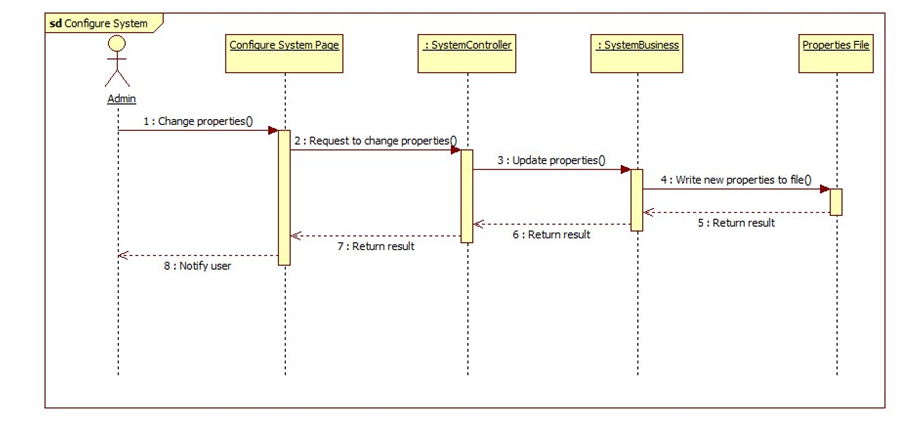 sd Configure System
Configure System Page
: SystemController
: SystemBusiness
Properties File
Admin
1 : Change properties()
2 : Request to change properties()
3 : Update properties()
4 : Write new properties to file()
5 : Return result
6 : Return result
7 : Return result
8 : Notify user